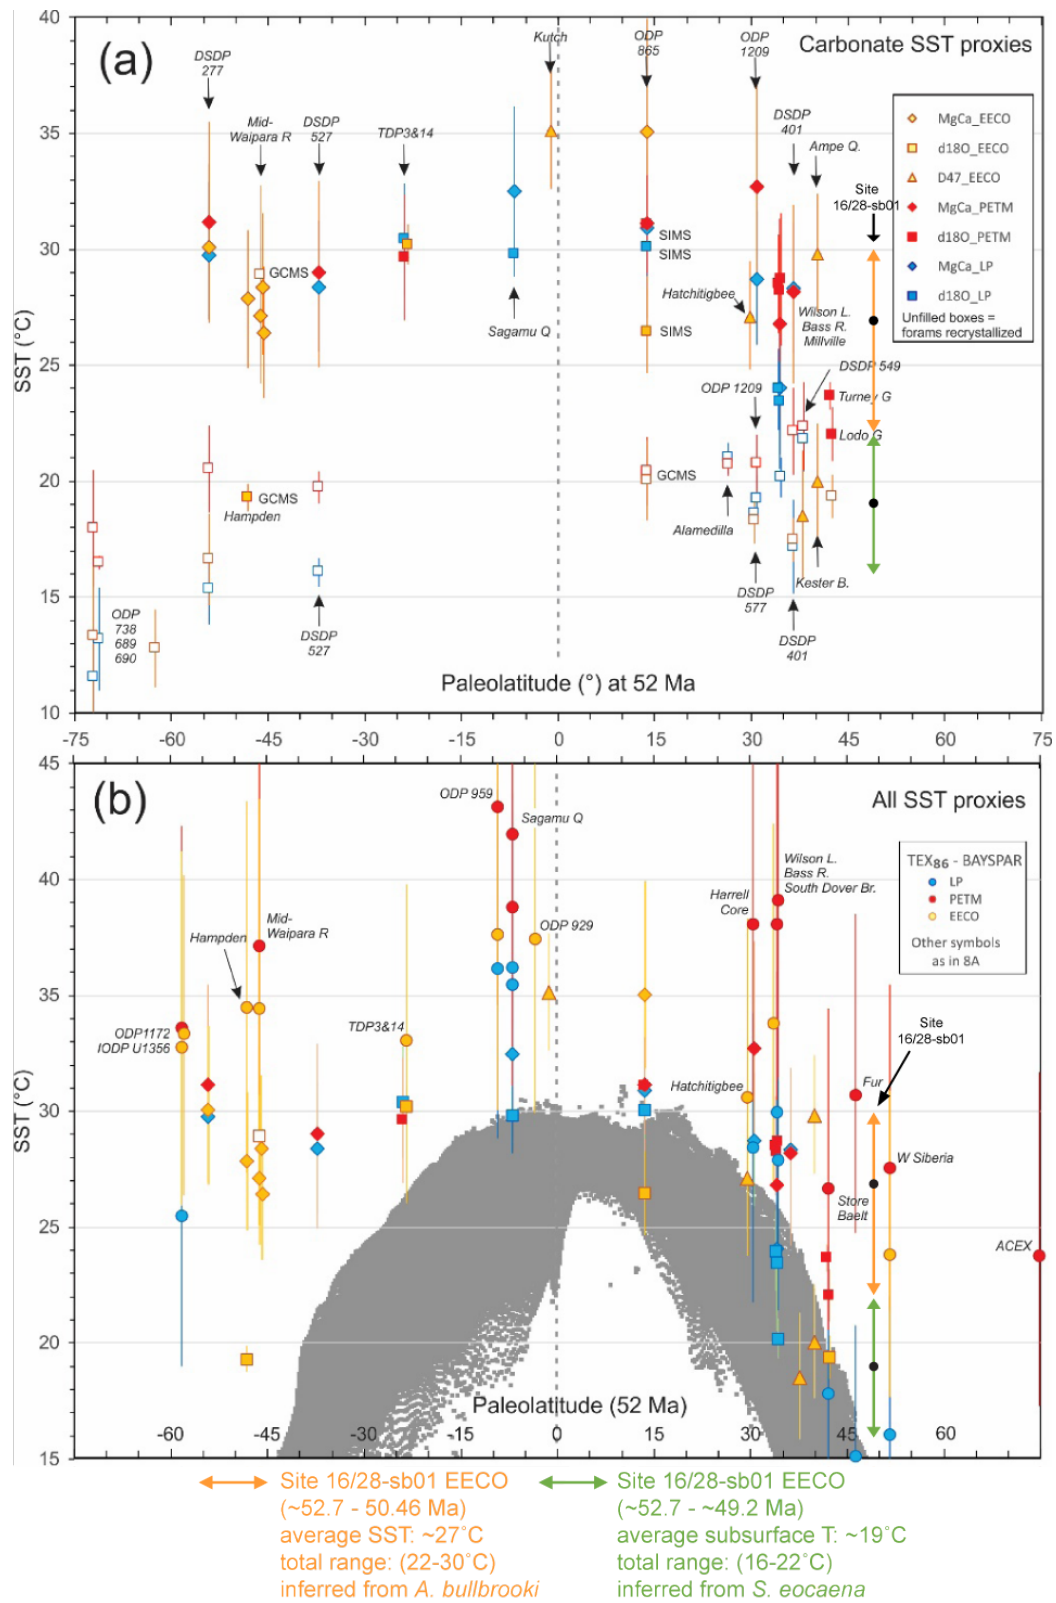 40
(a)
Carbonate SST proxies
DSDP
277
Mid-
Waipara R
DSDP
527
TDP3&14
Kutch
ODP
865
ODP
1209
DSDP
401
Ampe Q.
Site
16/28-sb01
MgCa_EECO
d18O_EECO
D47_EECO
MgCa_PETM
d18O_PETM
MgCa_LP
d18O_LP
Unfilled boxes =
forams recrystallized
35
30
25
20
15
10
SST (°C)
GCMS
Sagamu Q
SIMS
SIMS
SIMS
Hatchitigbee
Wilson L.
Bass R.
Millville
DSDP 549
ODP 1209
Turney G
Lodo G
GCMS
Hampden
GCMS
Alamedilla
DSDP
577
Kester B.
DSDP
401
DSDP
527
ODP
738
689
690
Paleolatitude (°) at 52 Ma
-75 -60 -45 -30 -15 0 15 30 45 60 75
45
(b)
All SST proxies
ODP 959
Sagamu Q
Wilson L.
Bass R.
South Dover Br.
TEX86 - BAYSPAR
LP
PETM
EECO
Other symbols
as in 8A
40
35
30
25
20
15
SST (°C)
Harrell
Core
Mid-
Waipara R
Hampden
ODP 929
ODP1172
IODP U1356
TDP3&14
Site
16/28-sb01
Hatchitigbee
Fur
W Siberia
Store
Baelt
ACEX
Paleolatitude (52 Ma)
-60 -45 -30 -15 0 15 30 45 60
Site 16/28-sb01 EECO
(~52.7 - 50.46 Ma)
average SST: ~27°C
total range: (22-30°C)
inferred from A. bullbrooki
Site 16/28-sb01 EECO
(~52.7 - ~49.2 Ma)
average subsurface T: ~19°C
total range: (16-22°C)
inferred from S. eocaena